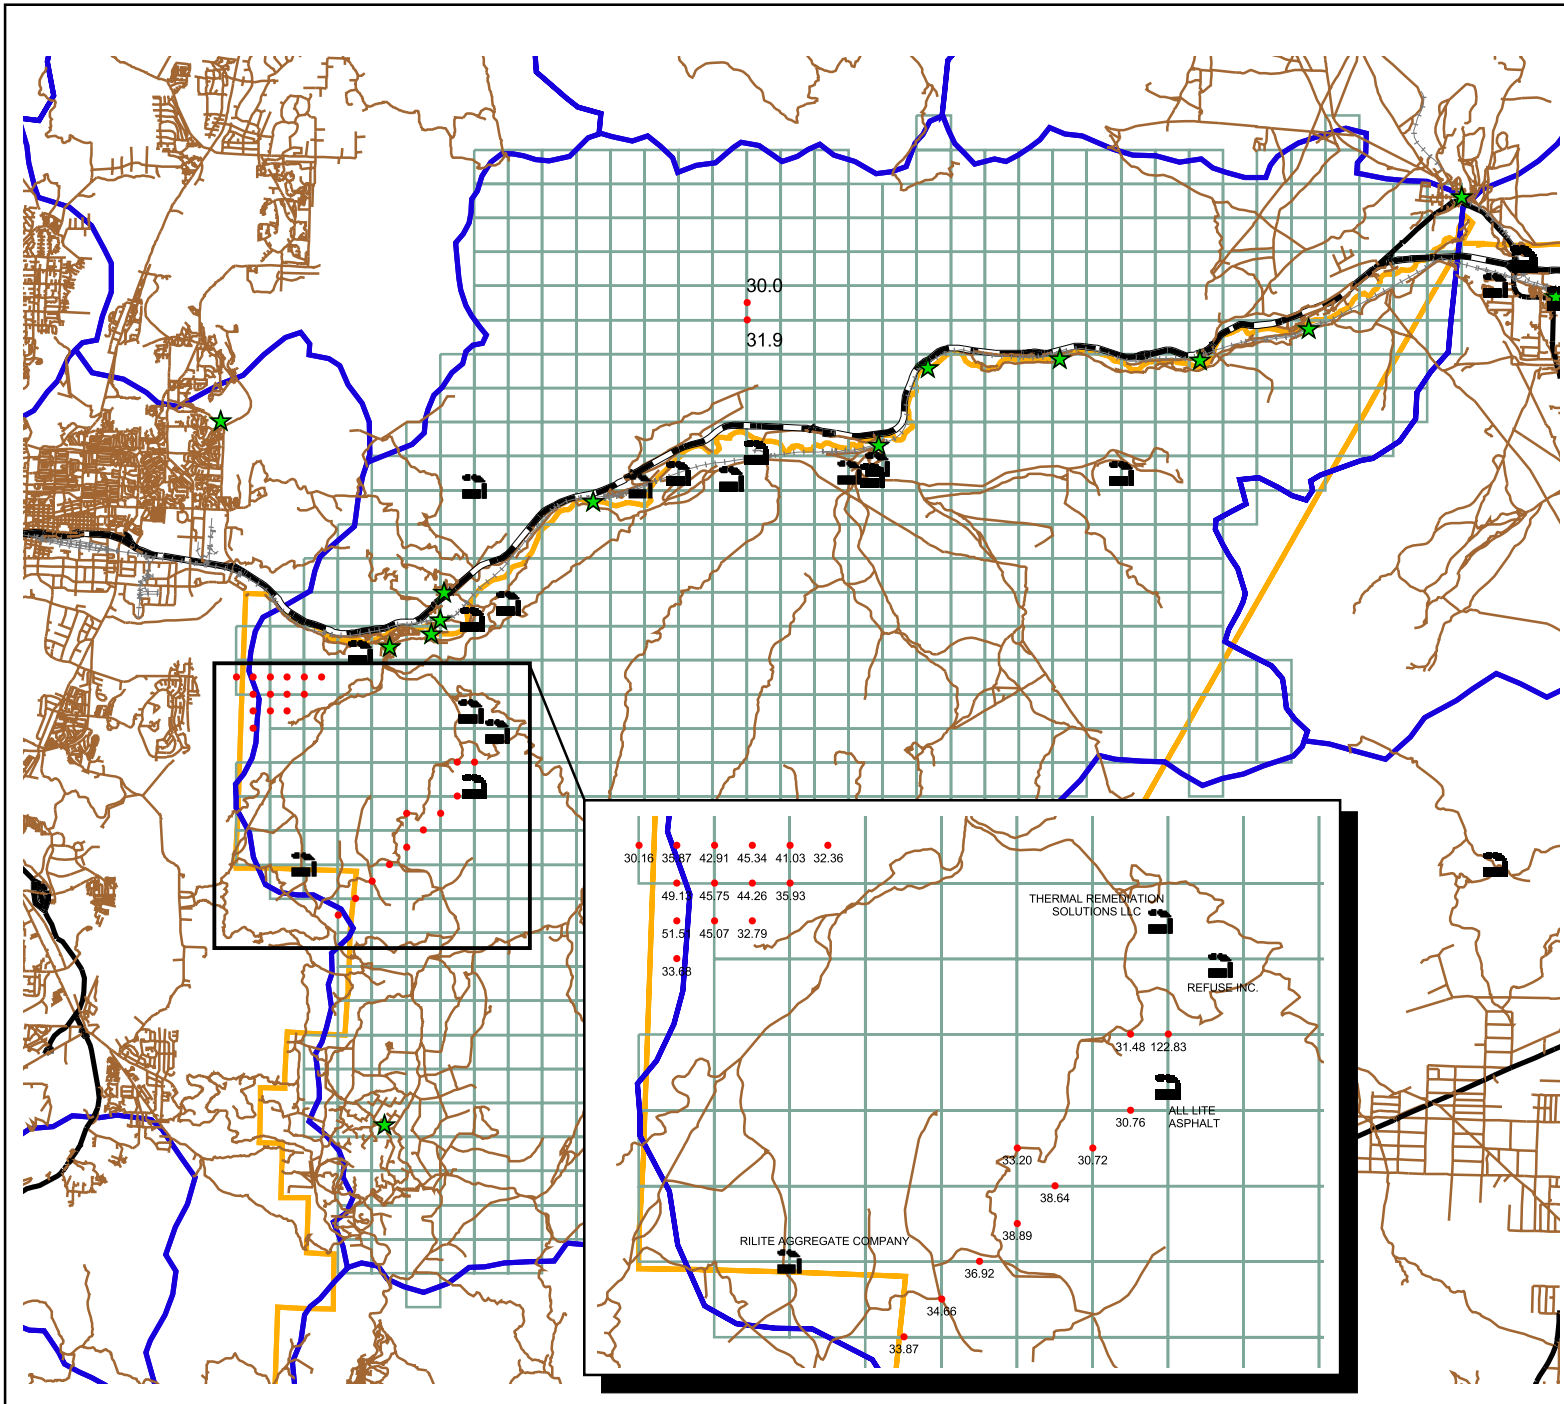 30.0
31.9
30.16 35.87 42.91 45.34 41.03 32.36
49.13 45.75 44.26 35.93
THERMAL REMEDIATION
SOLUTIONS LLC
51.51 45.07 32.79
33.68
REFUSE INC.
31.48 122.83
30.76
ALL LITE
ASPHALT
33.20 30.72
38.64
38.89
RILITE AGGREGATE COMPANY
36.92
34.66
33.87